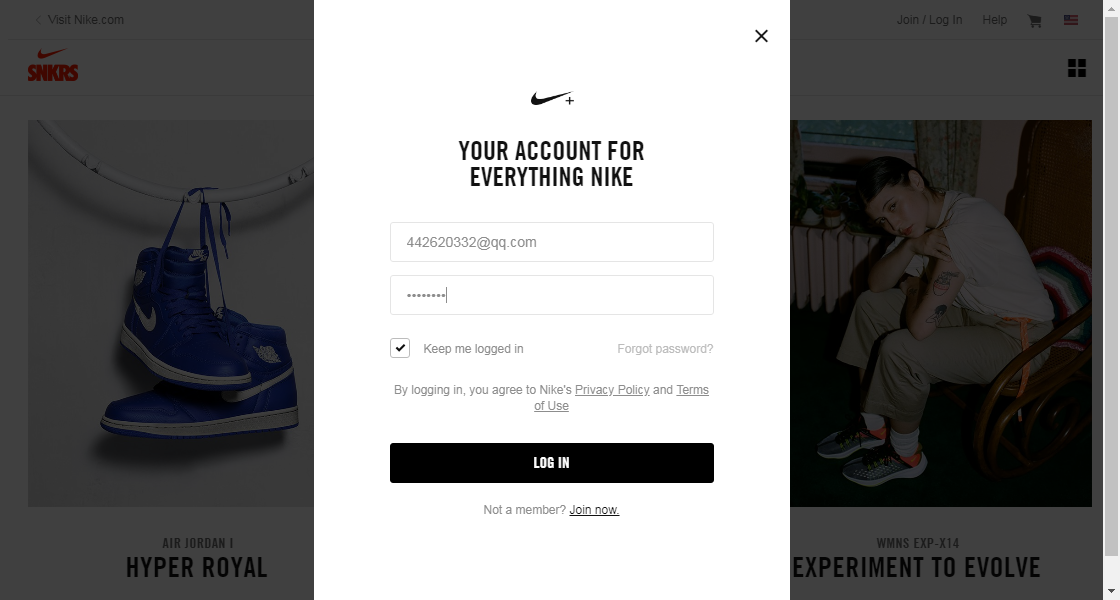 Visit Nike.com
Join / Log In
Help
SNKRS
YOUR ACCOUNT FOR
EVERYTHING NIKE
442620332@qq.com
••••••••
Keep me logged in
Forgot password?
By logging in, you agree to Nike's Privacy Policy and Terms
of Use
LOG IN
Not a member? Join now.
AIR JORDAN I
HYPER ROYAL
WMNS EXP-X14
EXPERIMENT TO EVOLVE